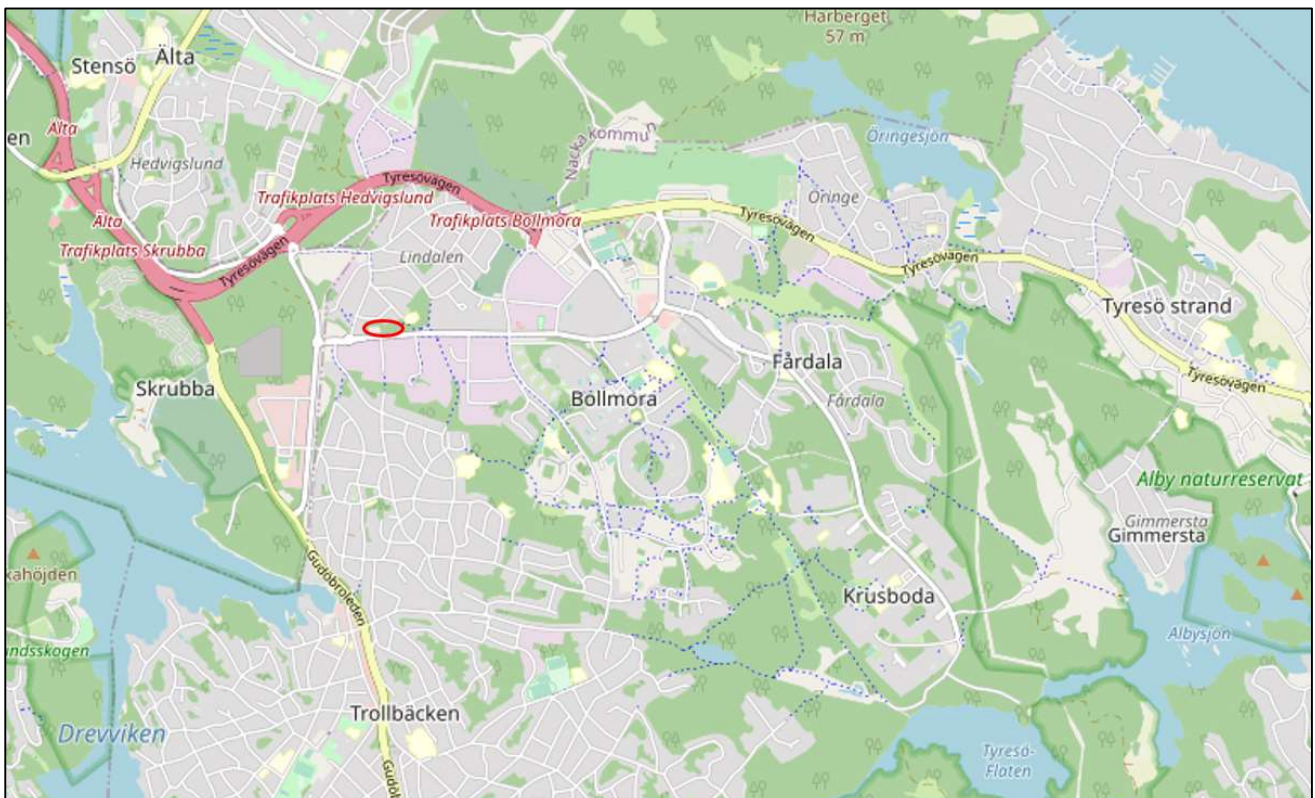 Harberget
57 m
Stensö
Älta
en
Älta
Hedvigslund
Nacka kommun
Öringesjön
Tyresövägen
Trafikplats Hedvigslund
Trafikplats Bollmora
Öringe
Älta
Trafikplats Skrubba
Tyresövägen
Tyresövägen
Tyresövägen
Lindalen
Tyresö strand
Fårdala
Tyresövägen
Skrubba
Bollmora
Fårdala
Alby naturreservat
Gimmersta
Gimmersta
kahöjden
Gudobroleden
Krusboda
Albysjön
ndsskogen
Trollbäcken
Drevviken
Tyresö-
Flaten
Gudob